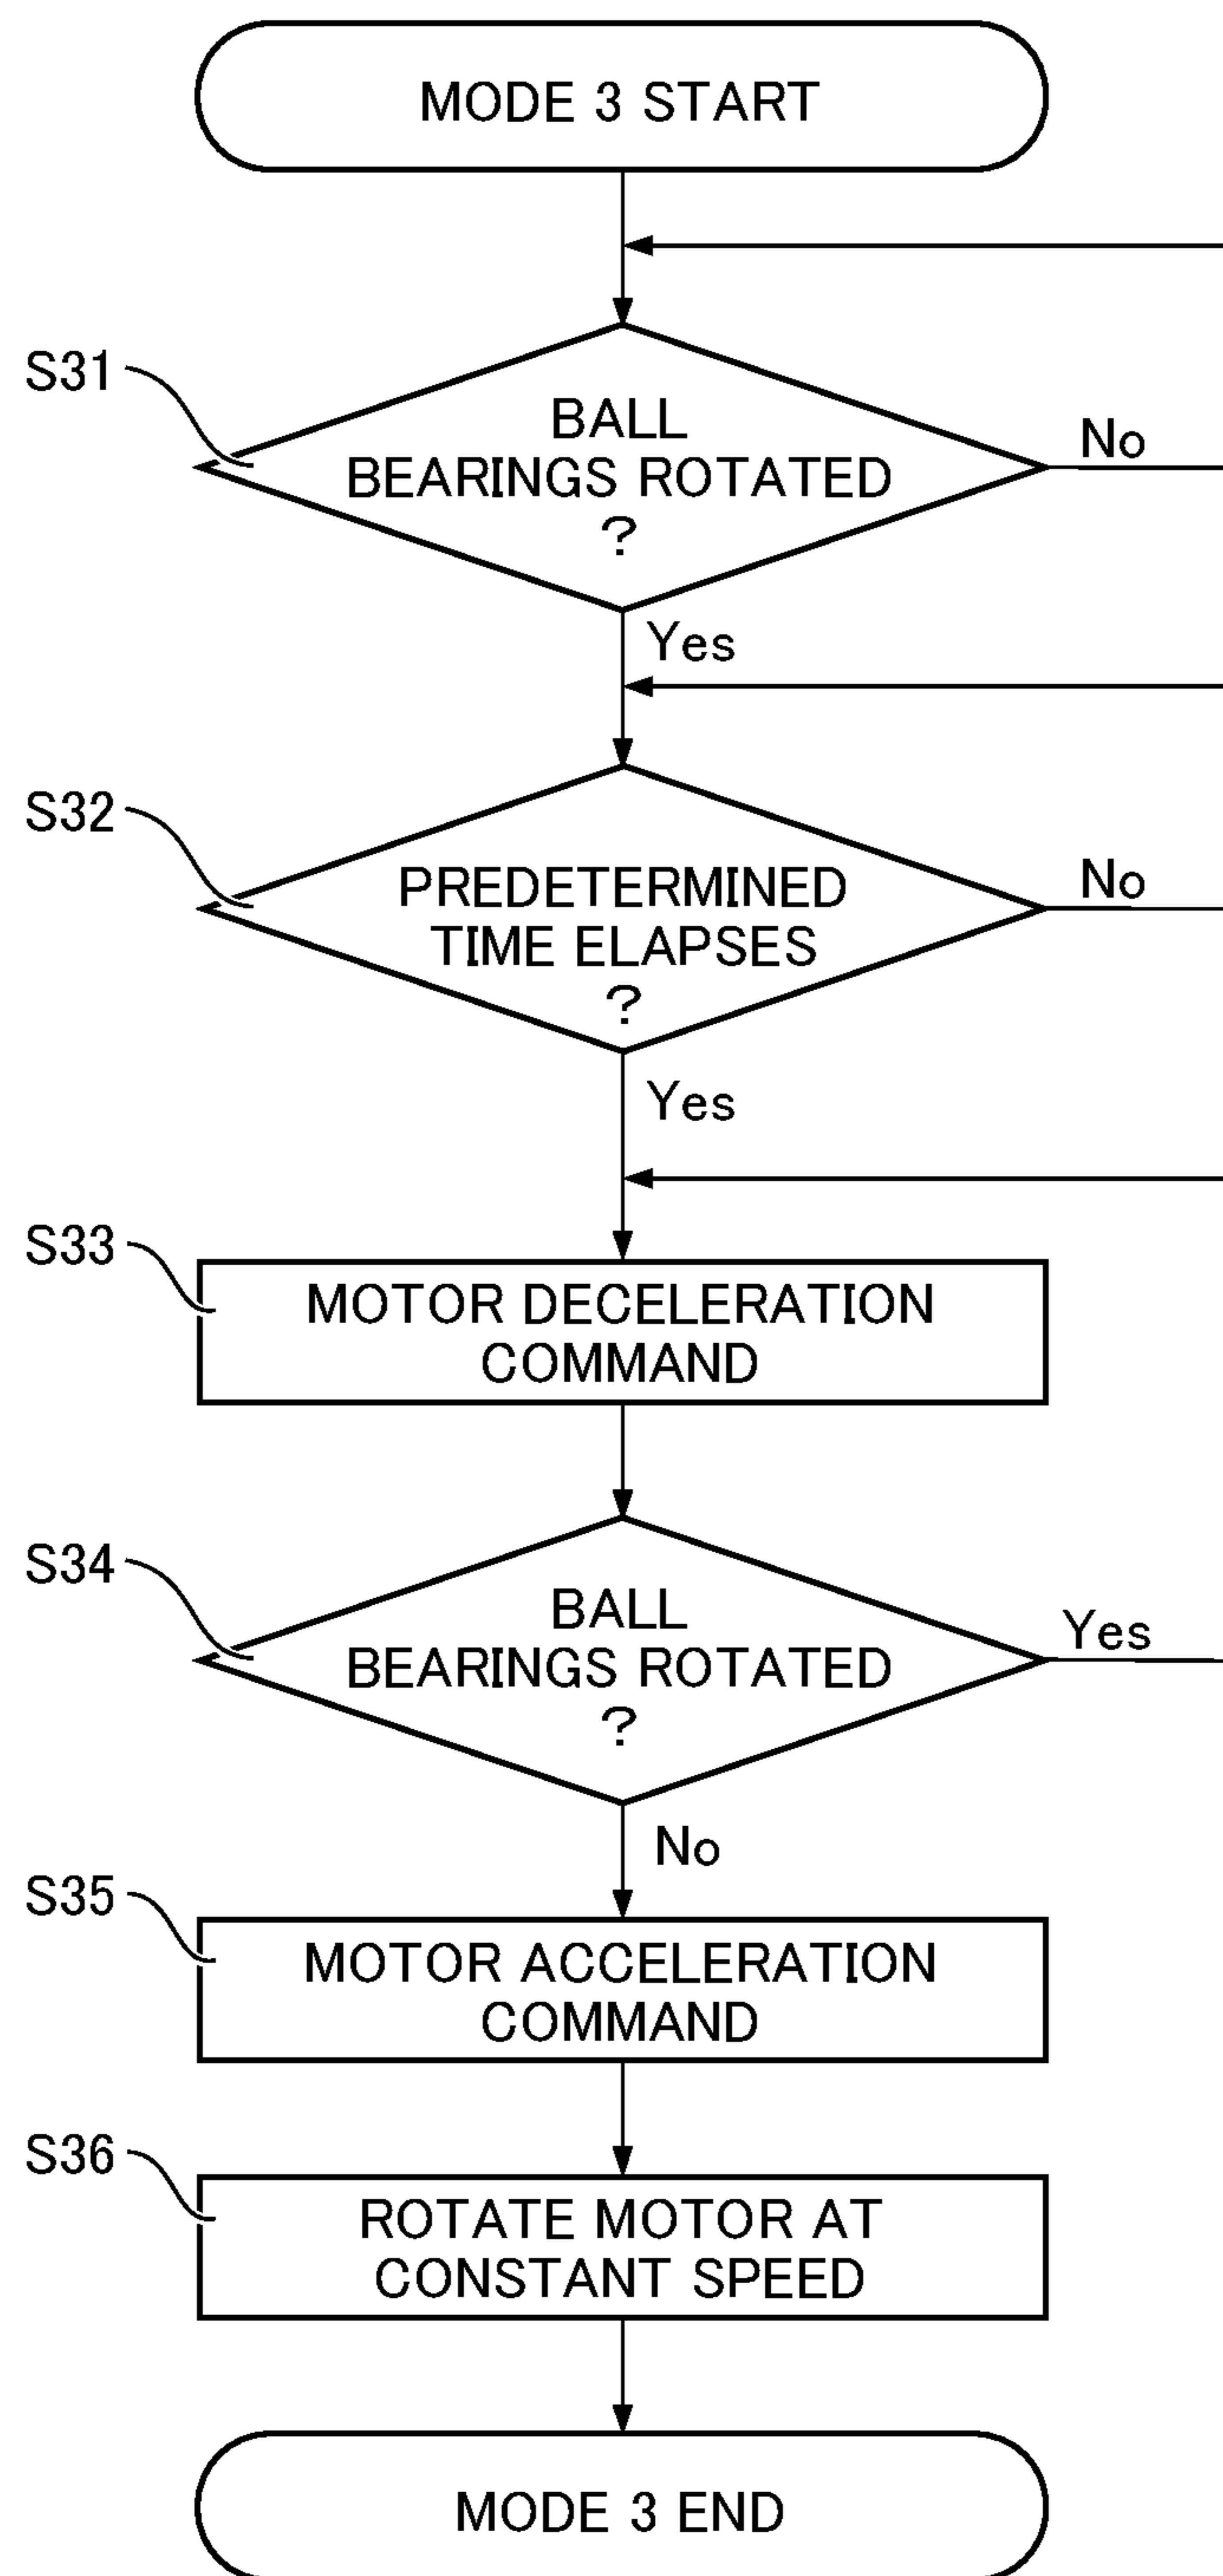 MODE 3 START
S31
BALL
BEARINGS ROTATED
?
No
Yes
S32
PREDETERMINED
TIME ELAPSES
?
No
Yes
S33
MOTOR DECELERATION
COMMAND
S34
BALL
BEARINGS ROTATED
?
Yes
No
S35
MOTOR ACCELERATION
COMMAND
S36
ROTATE MOTOR AT
CONSTANT SPEED
MODE 3 END